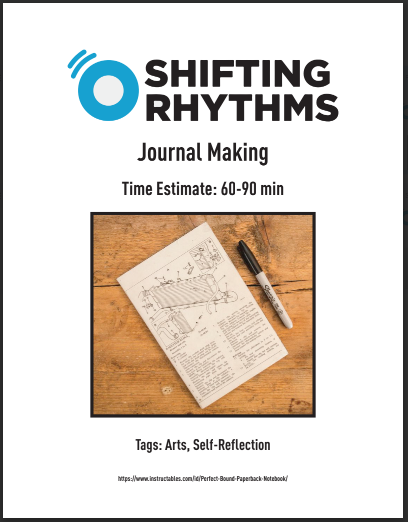 SHIFTING
RHYTHMS
Journal Making
Time Estimate: 60-90 min
Tags: Arts, Self-Reflection
https://www.instructables.com/id/Perfect-Bound-Paperback-Notebook/